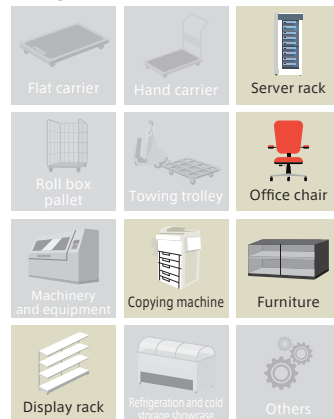 Flat carrier
Hand carrier
Server rack
Roll box
pallet
Towing trolley
Office chair
Machinery
and equipment
Copying machine
Furniture
Display rack
Refrigeration and cold
storage showcase
Others